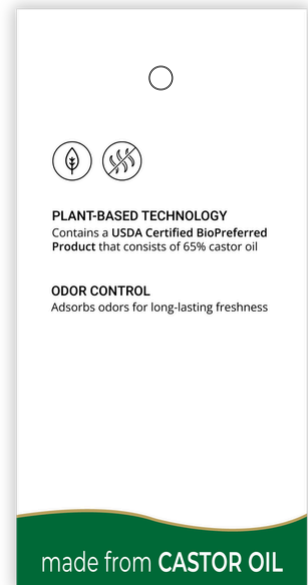 PLANT-BASED TECHNOLOGY
Contains a USDA Certified BioPreferred
Product that consists of 65% castor oil
ODOR CONTROL
Adsorbs odors for long-lasting freshness
made from CASTOR OIL